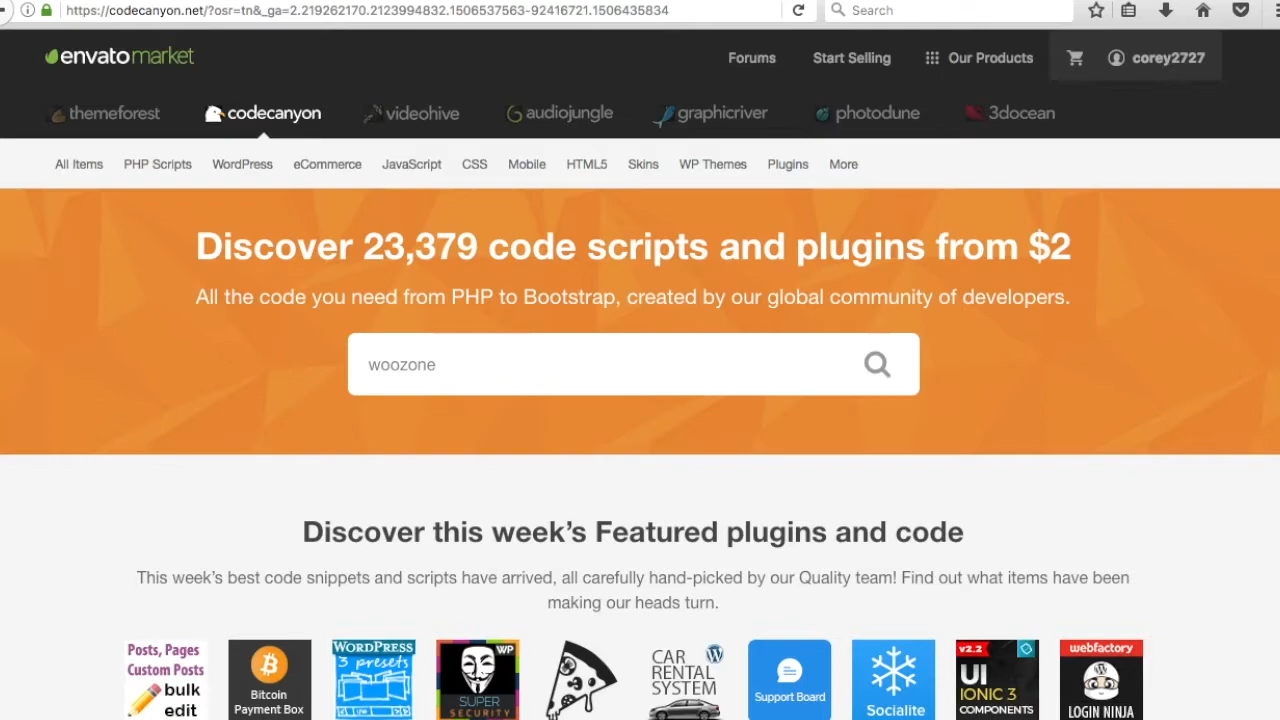 https://codecanyon.net/?osr=tn&_ga=2.219262170.2123994832.1506537563-92416721.1506435834
Search
envatomarket
Forums
Start Selling
Our Products
corey2727
themeforest
codecanyon
videohive
audiojungle
graphicriver
photodune
3docean
All Items
PHP Scripts
WordPress
eCommerce
JavaScript
CSS
Mobile
HTML5
Skins
WP Themes
Plugins
More
Discover 23,379 code scripts and plugins from $2
All the code you need from PHP to Bootstrap, created by our global community of developers.
woozone
Discover this week's Featured plugins and code
This week's best code snippets and scripts have arrived, all carefully hand-picked by our Quality team! Find out what items have been
making our heads turn.
Posts, Pages
Custom Posts
bulk
edit
Bitcoin
Payment Box
WORDPRESS
3 presets
WP
SUPER
SECURITY
CAR
RENTAL
SYSTEM
Support Board
Socialite
v2.2
UI
IONIC 3
COMPONENTS
webfactory
LOGIN NINJA